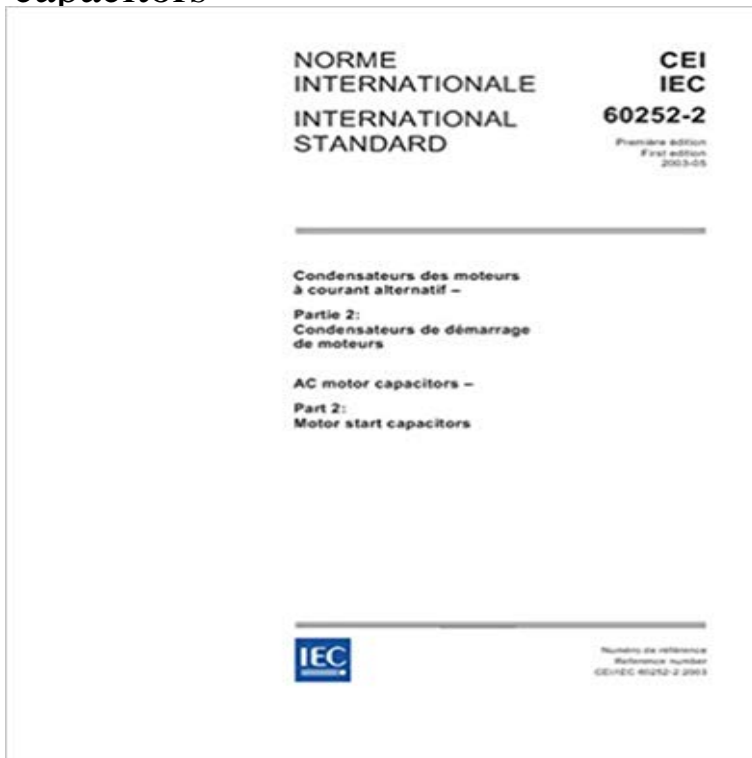 capacitors
NORME
INTERNATIONALE
INTERNATIONAL
STANDARD
CEI
IEC
60252-2
Première édition
First edition
2003-05
Condensateurs des moteurs
à courant alternatif –
Partie 2:
Condensateurs de démarrage
de moteurs
AC motor capacitors –
Part 2:
Motor start capacitors
IEC
Numéro de référence
Reference number
CEI/IEC 60252-2:2003